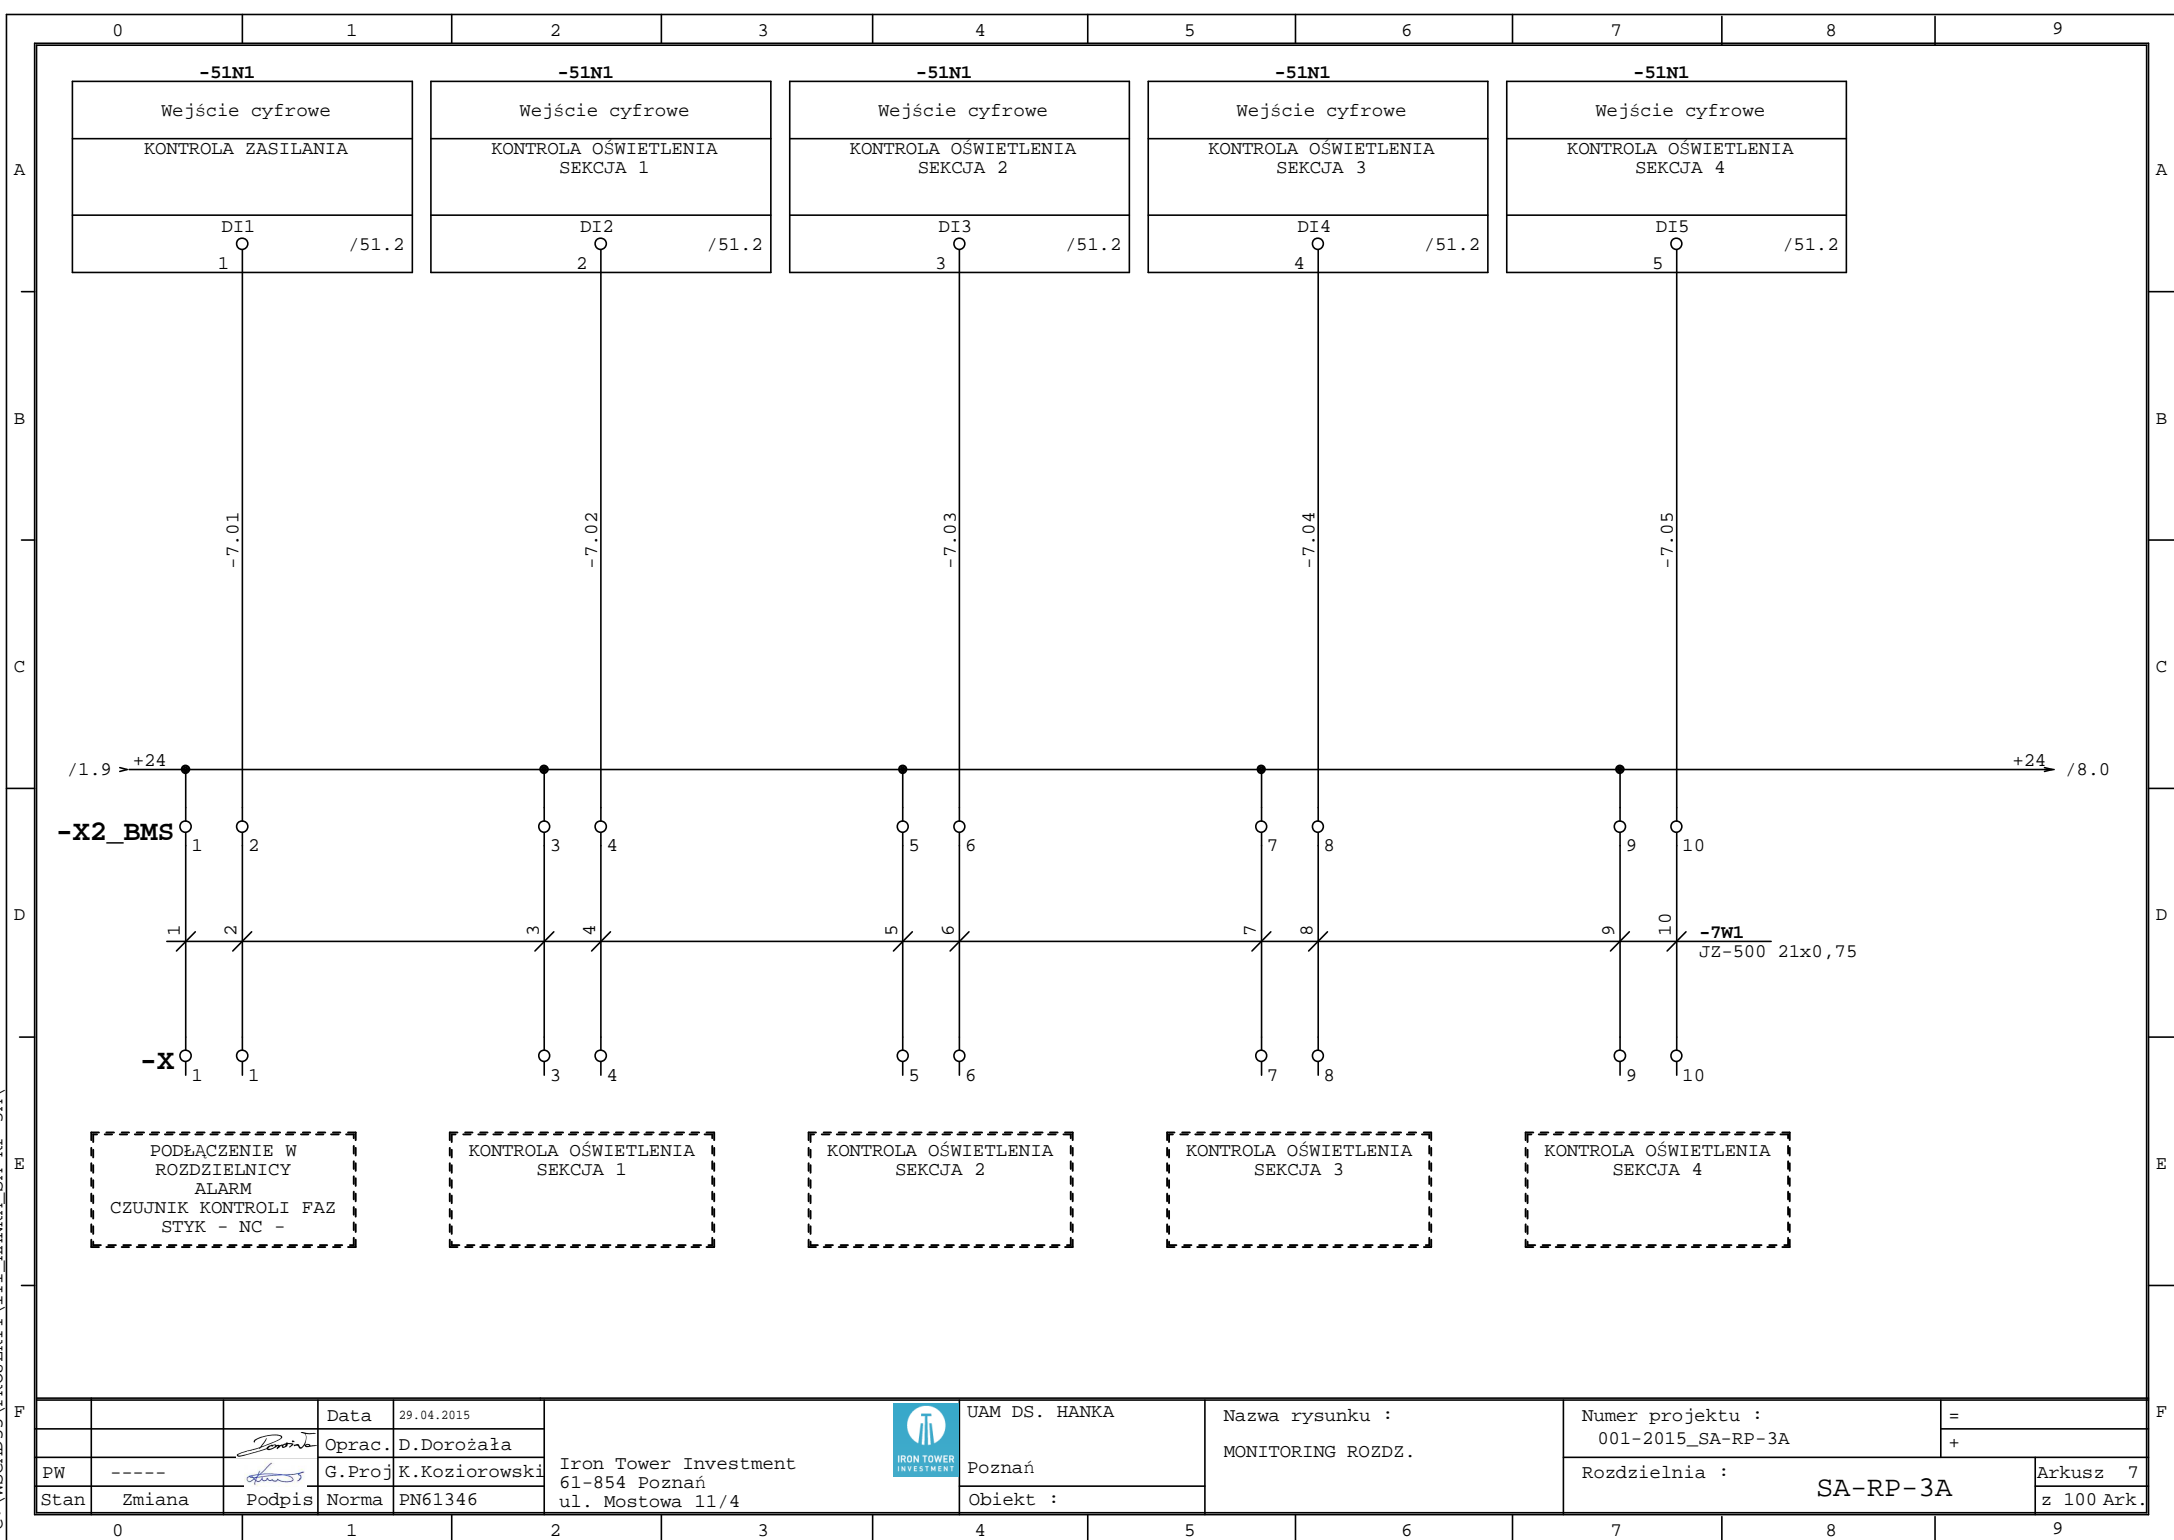 0 1 2 3 4 5 6 7 8 9
-51N1 -51N1 -51N1 -51N1 -51N1
Wejście cyfrowe Wejście cyfrowe Wejście cyfrowe Wejście cyfrowe Wejście cyfrowe
KONTROLA ZASILANIA KONTROLA OŚWIETLENIA KONTROLA OŚWIETLENIA KONTROLA OŚWIETLENIA KONTROLA OŚWIETLENIA
A SEKCJA 1 SEKCJA 2 SEKCJA 3 SEKCJA 4 A
DI1 DI2 DI3 DI4 DI5
/51.2 /51.2 /51.2 /51.2 /51.2
1 2 3 4 5
B B
-7.01 -7.02 -7.03 -7.04 -7.05
C C
/1.9 +24 +24 /8.0
-X2_BMS
1 2 3 4 5 6 7 8 9 10
D D
1 2 3 4 5 6 7 8 9 10 -7W1
JZ-500 21x0,75
-X
1 1 3 4 5 6 7 8 9 10
PODŁĄCZENIE W KONTROLA OŚWIETLENIA KONTROLA OŚWIETLENIA KONTROLA OŚWIETLENIA KONTROLA OŚWIETLENIA
E ROZDZIELNICY SEKCJA 1 SEKCJA 2 SEKCJA 3 SEKCJA 4 E
ALARM
CZUJNIK KONTROLI FAZ
STYK - NC -
F F
Data 29.04.2015
Oprac. D.Dorożała
PW ----- G.Proj K.Koziorowski
Stan Zmiana Podpis Norma PN61346
Iron Tower Investment
61-854 Poznań
ul. Mostowa 11/4
IRON TOWER
INVESTMENT
UAM DS. HANKA
Poznań
Obiekt :
Nazwa rysunku :
MONITORING ROZDZ.
Numer projektu :
001-2015_SA-RP-3A
Rozdzielnia :
SA-RP-3A
=
+
Arkusz 7
z 100 Ark.
0 1 2 3 4 5 6 7 8 9